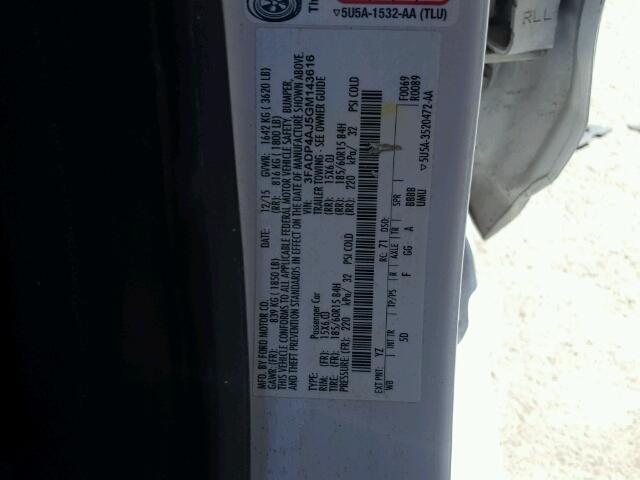 Th
▽5U5A-1532-AA (TLU)
RLL
MFD. BY FORD MOTOR CO.
DATE: 12/15 GVWR: 1642 KG ( 3620 LB)
GAWR:(FR): 839 KG ( 1850 LB) (RR): 816 KG ( 1800 LB)
THIS VEHICLE CONFORMS TO ALL APPLICABLE FEDERAL MOTOR VEHICLE SAFETY, BUMPER,
AND THEFT PREVENTION STANDARDS IN EFFECT ON THE DATE OF MANUFACTURE SHOWN ABOVE.
VIN: 3FADP4AJ5GM143616
TYPE: Passenger Car TRAILER TOWING - SEE OWNER GUIDE
RIM: (FR): 15X6.0J (RR): 15X6.0J
TIRE: (FR): 185/60R15 84H (RR): 185/60R15 84H
PRESSURE: (FR): 220 kPa/ 32 PSI COLD (RR): 220 kPa/ 32 PSI COLD
F0069
R0089
EXT PNT: YZ RC: 71 DSO:
WB INT TR TP/PS R AXLE TR SPR
5D F GG A BBBB
UMU
▽5U5A-3520472-AA